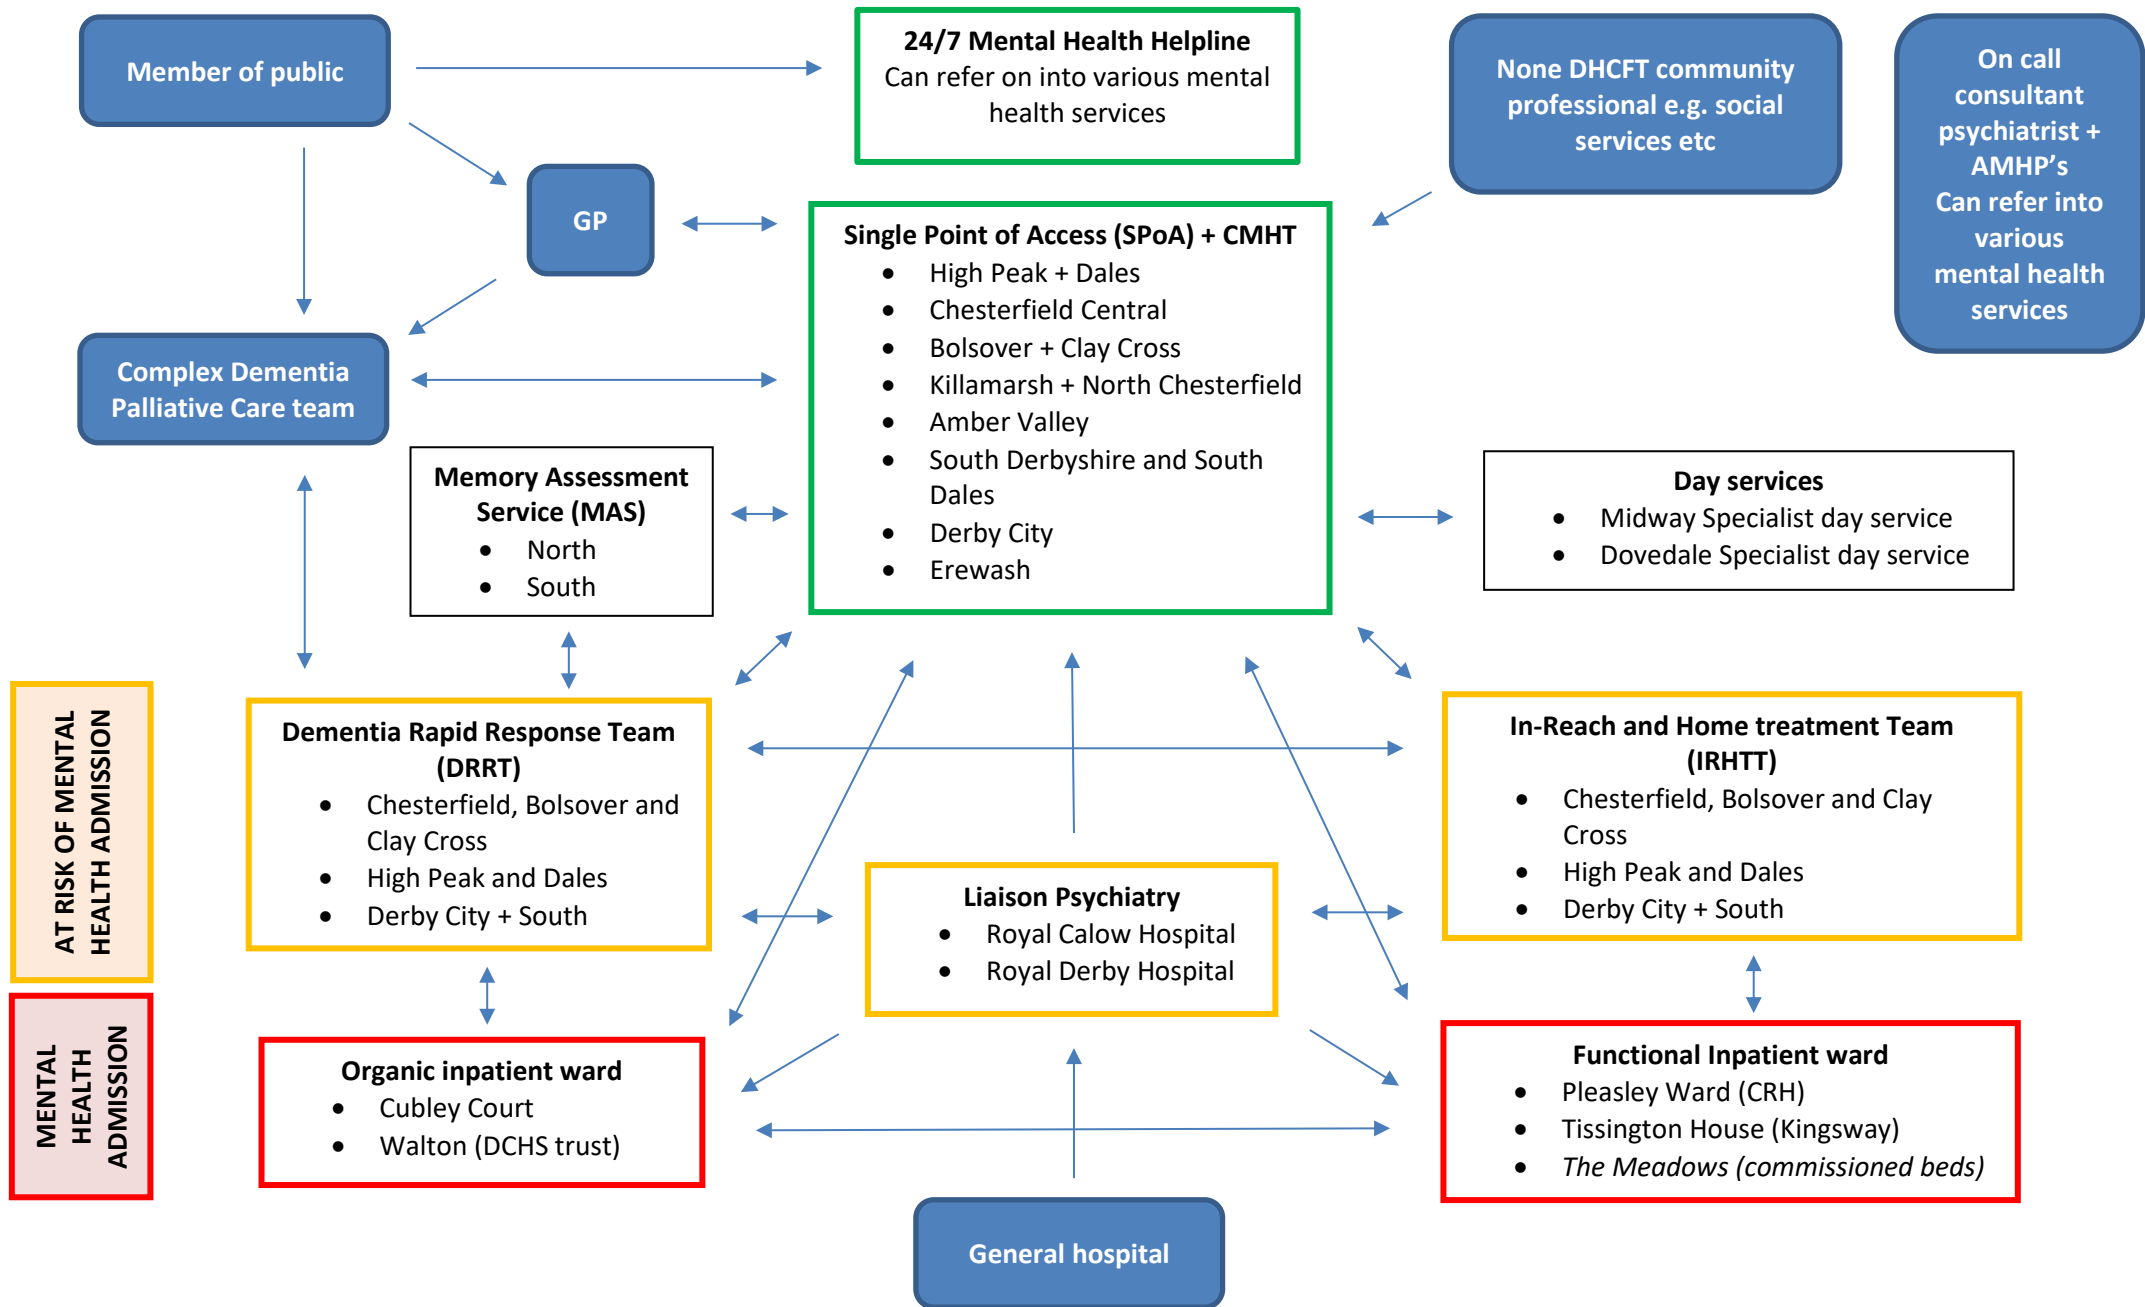 Member of public
24/7 Mental Health Helpline
Can refer on into various mental
health services
None DHCFT community
professional e.g. social
services etc
On call
consultant
psychiatrist +
AMHP's
Can refer into
various
mental health
services
GP
Single Point of Access (SPoA) + CMHT
• High Peak + Dales
• Chesterfield Central
• Bolsover + Clay Cross
• Killamarsh + North Chesterfield
• Amber Valley
• South Derbyshire and South
Dales
• Derby City
• Erewash
Complex Dementia
Palliative Care team
Memory Assessment
Service (MAS)
• North
• South
Day services
• Midway Specialist day service
• Dovedale Specialist day service
AT RISK OF MENTAL
HEALTH ADMISSION
Dementia Rapid Response Team
(DRRT)
• Chesterfield, Bolsover and
Clay Cross
• High Peak and Dales
• Derby City + South
In-Reach and Home treatment Team
(IRHTT)
• Chesterfield, Bolsover and Clay
Cross
• High Peak and Dales
• Derby City + South
Liaison Psychiatry
• Royal Calow Hospital
• Royal Derby Hospital
MENTAL
HEALTH
ADMISSION
Organic inpatient ward
• Cubley Court
• Walton (DCHS trust)
Functional Inpatient ward
• Pleasley Ward (CRH)
• Tissington House (Kingsway)
• The Meadows (commissioned beds)
General hospital